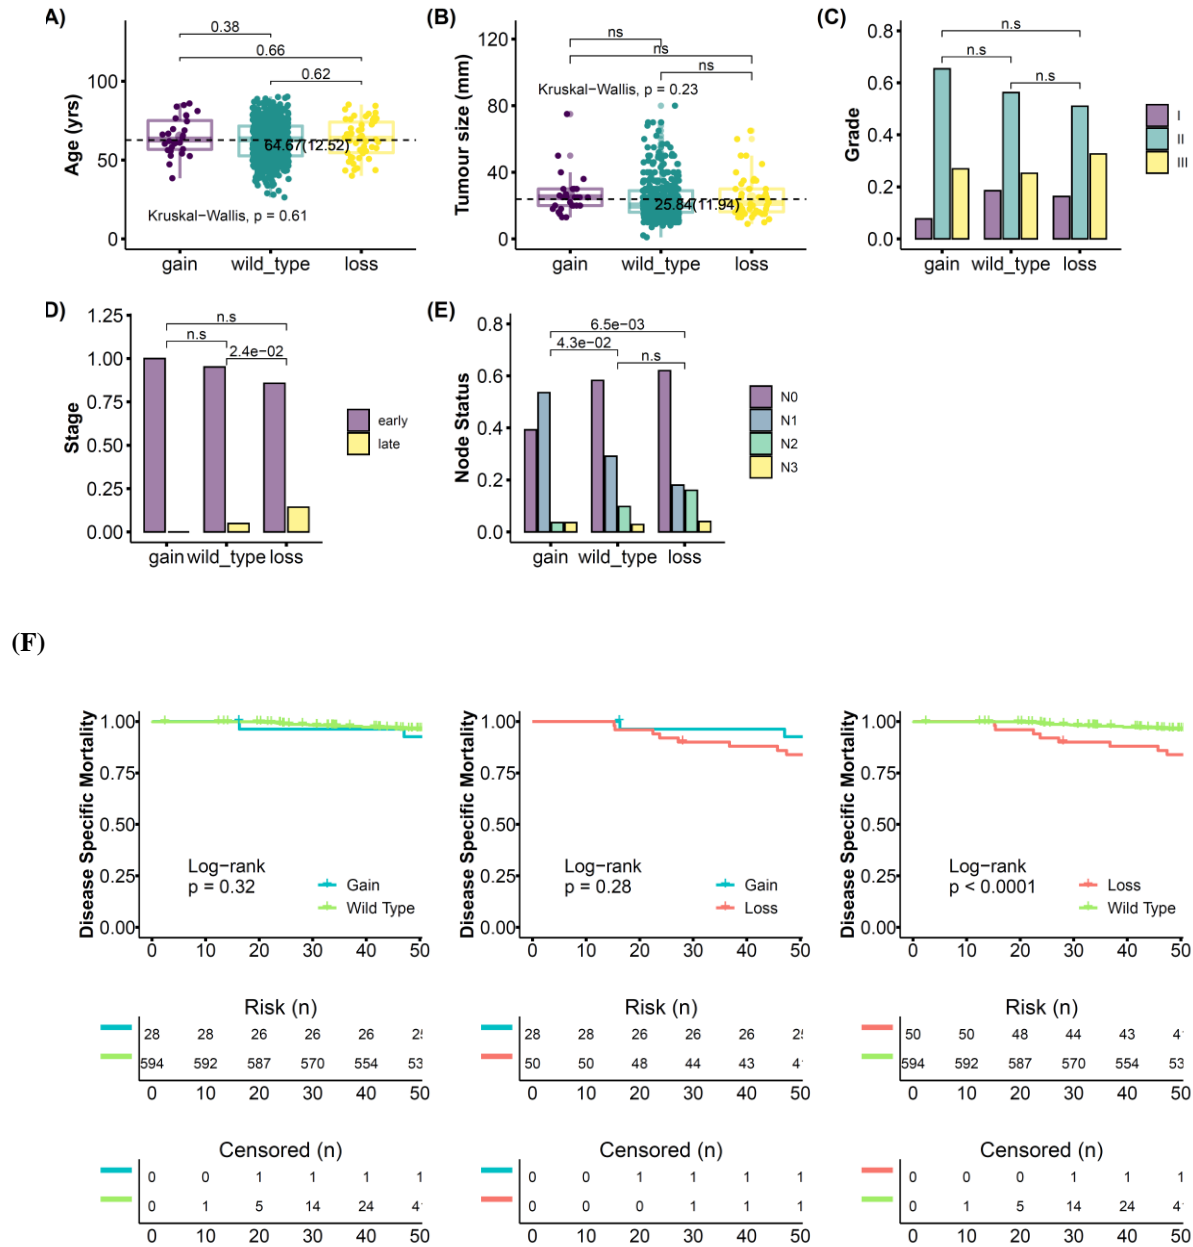 A)
0.38
0.66
0.62
100
50
0
Age (yrs)
64.67(12.52)
Kruskal−Wallis, p = 0.61
gain wild_type loss
(B)
ns
ns
ns
120
80
40
0
Tumour size (mm)
Kruskal−Wallis, p = 0.23
25.84(11.94)
gain wild_type loss
(C)
n.s
n.s
n.s
0.8
0.6
0.4
0.2
0.0
Grade
I
II
III
gain wild_type loss
D)
n.s
n.s
2.4e−02
1.25
1.00
0.75
0.50
0.25
0.00
Stage
early
late
gain wild_type loss
(E)
6.5e−03
4.3e−02
n.s
0.8
0.6
0.4
0.2
0.0
Node Status
N0
N1
N2
N3
gain wild_type loss
(F)
Disease Specific Mortality
1.00
0.75
0.50
0.25
0.00
Log−rank
p = 0.32
Gain
Wild Type
0 10 20 30 40 50
Risk (n)
28 28 26 26 26
594 592 587 570 554 53
0 10 20 30 40 50
Censored (n)
0 0 1 1 1 1
0 1 5 14 24
0 10 20 30 40 50
Disease Specific Mortality
1.00
0.75
0.50
0.25
0.00
Log−rank
p = 0.28
Gain
Loss
0 10 20 30 40 50
Risk (n)
28 28 26 26 26
50 50 48 44 43
0 10 20 30 40 50
Censored (n)
0 0 1 1 1 1
0 0 0 1 1 1
0 10 20 30 40 50
Disease Specific Mortality
1.00
0.75
0.50
0.25
0.00
Log−rank
p < 0.0001
Loss
Wild Type
0 10 20 30 40 50
Risk (n)
50 50 48 44 43
594 592 587 570 554 53
0 10 20 30 40 50
Censored (n)
0 0 0 1 1 1
0 1 5 14 24
0 10 20 30 40 50